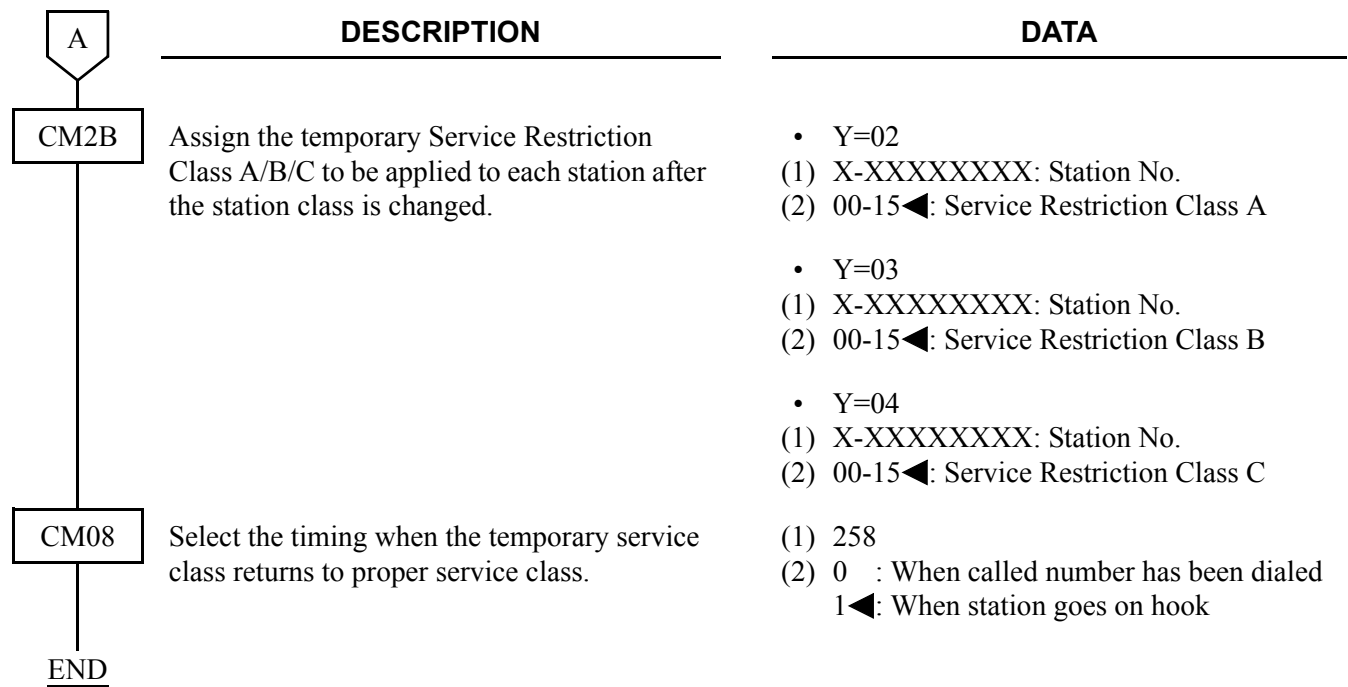 A
DESCRIPTION
DATA
CM2B
Assign the temporary Service Restriction
Class A/B/C to be applied to each station after
the station class is changed.
• Y=02
(1) X-XXXXXXXX: Station No.
(2) 00-15◀: Service Restriction Class A
• Y=03
(1) X-XXXXXXXX: Station No.
(2) 00-15◀: Service Restriction Class B
• Y=04
(1) X-XXXXXXXX: Station No.
(2) 00-15◀: Service Restriction Class C
CM08
Select the timing when the temporary service
class returns to proper service class.
(1) 258
(2) 0 : When called number has been dialed
1◀: When station goes on hook
END